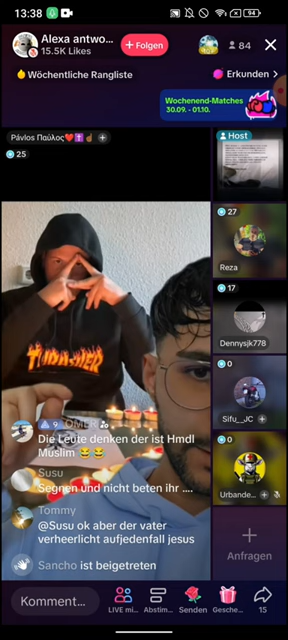 13:38
94
Alexa antwo...
15.5K Likes
+ Folgen
84
Wöchentliche Rangliste
Erkunden >
Wochenend-Matches
30.09. - 01.10.
Pávlos Παύλος❤️✝️☝🏾 +
25
Host
27
Reza
17
Dennysjk778
0
Sifu__JC
0
Urbande...
THRASHER
9 ÖMER
Die Leute denken der ist Hmdl
Muslim 😂😂
Susu
Segnen und nicht beten ihr ....
Tommy
@Susu ok aber der vater
verheerlicht aufjedenfall jesus
Sancho ist beigetreten
Anfragen
Komment...
LIVE mi...
Abstim...
Senden
Gesche...
15